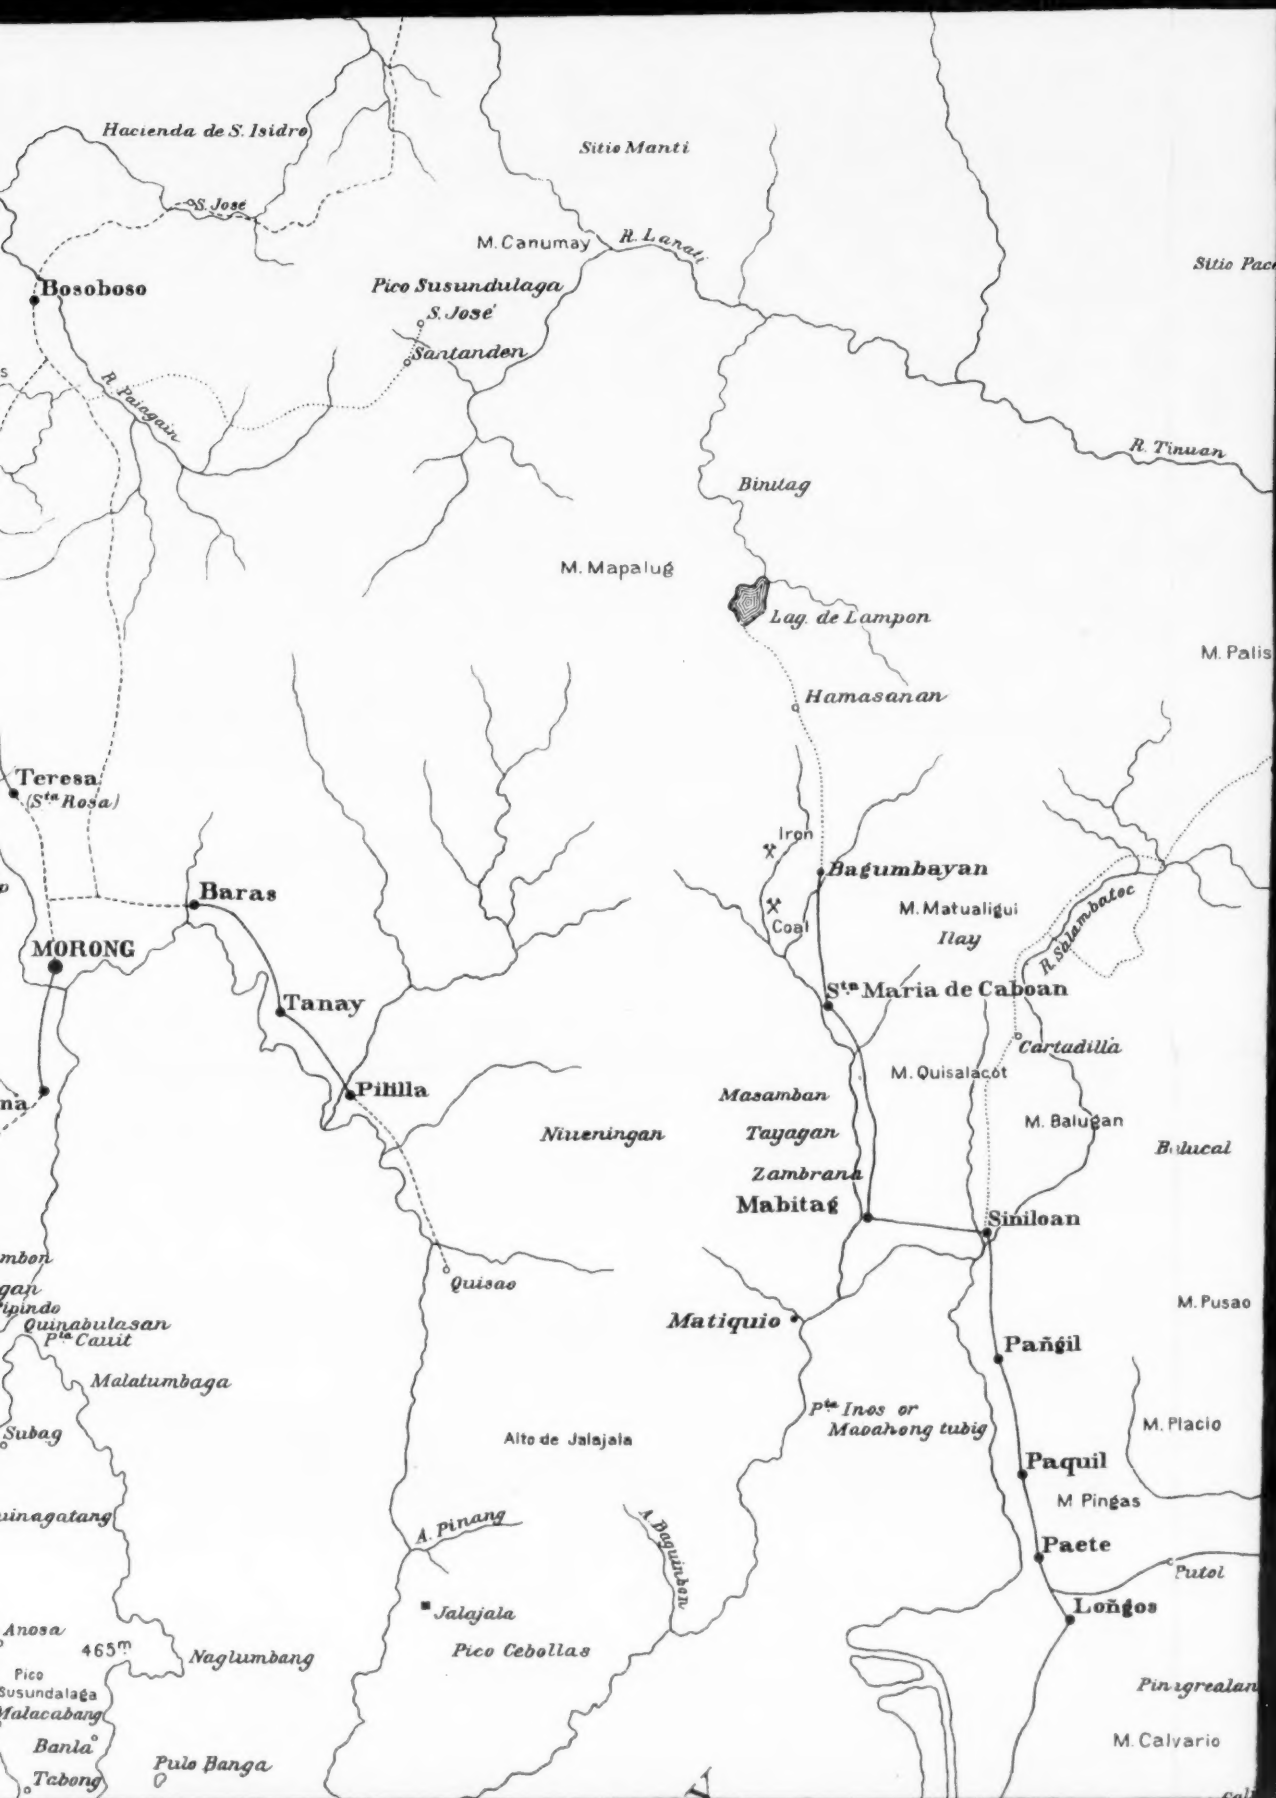 Hacienda de S. Isidro
Sitio Manti
S. José
M. Canumay
R. Lanati
Sitio
Bosoboso
Pico Susundulaga
S. José
Santanden
R. Paiagain
R. Tinuan
Binitag
M. Mapalug
Lag. de Lampon
M. Palis
Hamasanan
Teresa
(Sta Rosa)
Iron
Bagumbayan
Baras
M. Matualigui
Coal
Ilay
R. Salambatoc
MORONG
Sta Maria de Caboan
Tanay
Cartadilla
M. Quisalacot
Pililla
Masamban
M. Balugan
Niueningan
Tayagan
Zambrana
Mabitag
Siniloan
Quisao
M. Pusao
Quinabulasan
Pta Cauit
Matiquio
Pañgil
Malatumbaga
Pta Inos or
Maoahong tubig
M. Placio
Subag
Alto de Jalajala
Paquil
M Pingas
A. Pinang
A. Baquinbon
Paete
Putol
Jalajala
Loñgos
Anosa
465m
Naglumbang
Pico Cebollas
Pico
Susundalaga
Malacabang
M. Calvario
Banla
Pulo Banga
Tabong